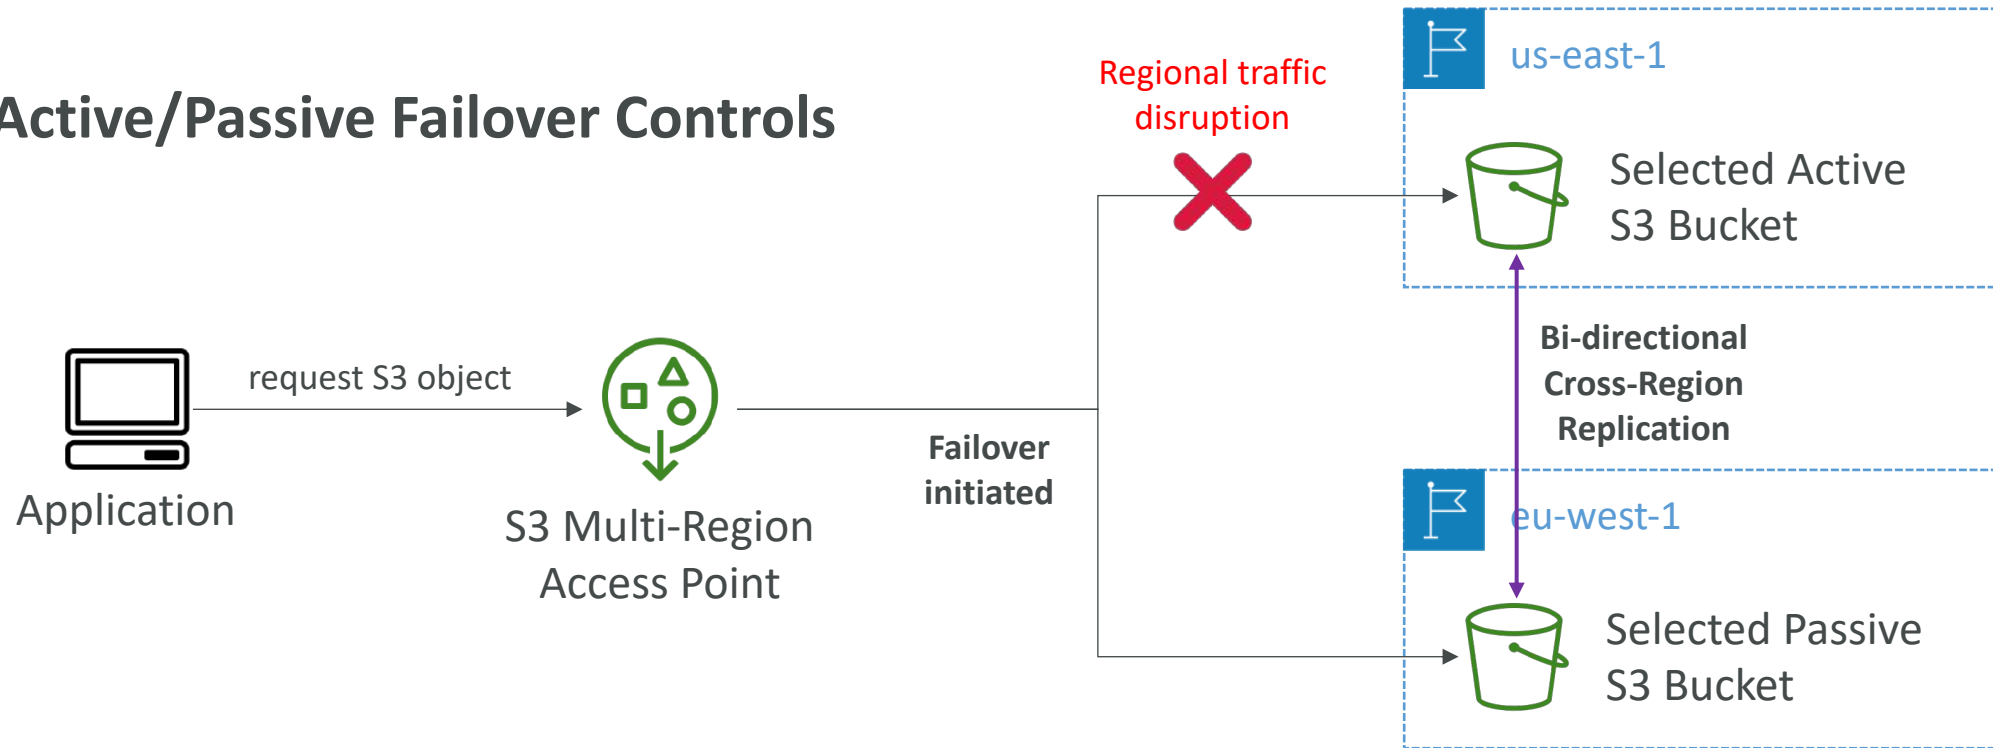 Active/Passive Failover Controls
Regional traffic
disruption
us-east-1
Selected Active
S3 Bucket
request S3 object
Application
S3 Multi-Region
Access Point
Failover
initiated
Bi-directional
Cross-Region
Replication
eu-west-1
Selected Passive
S3 Bucket